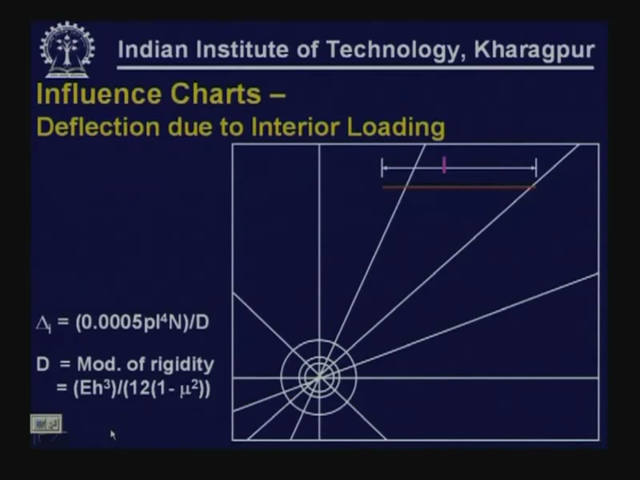 Indian Institute of Technology, Kharagpur
Influence Charts –
Deflection due to Interior Loading
l
Δᵢ = (0.0005pl⁴N)/D
D = Mod. of rigidity
= (Eh³)/(12(1- μ²))